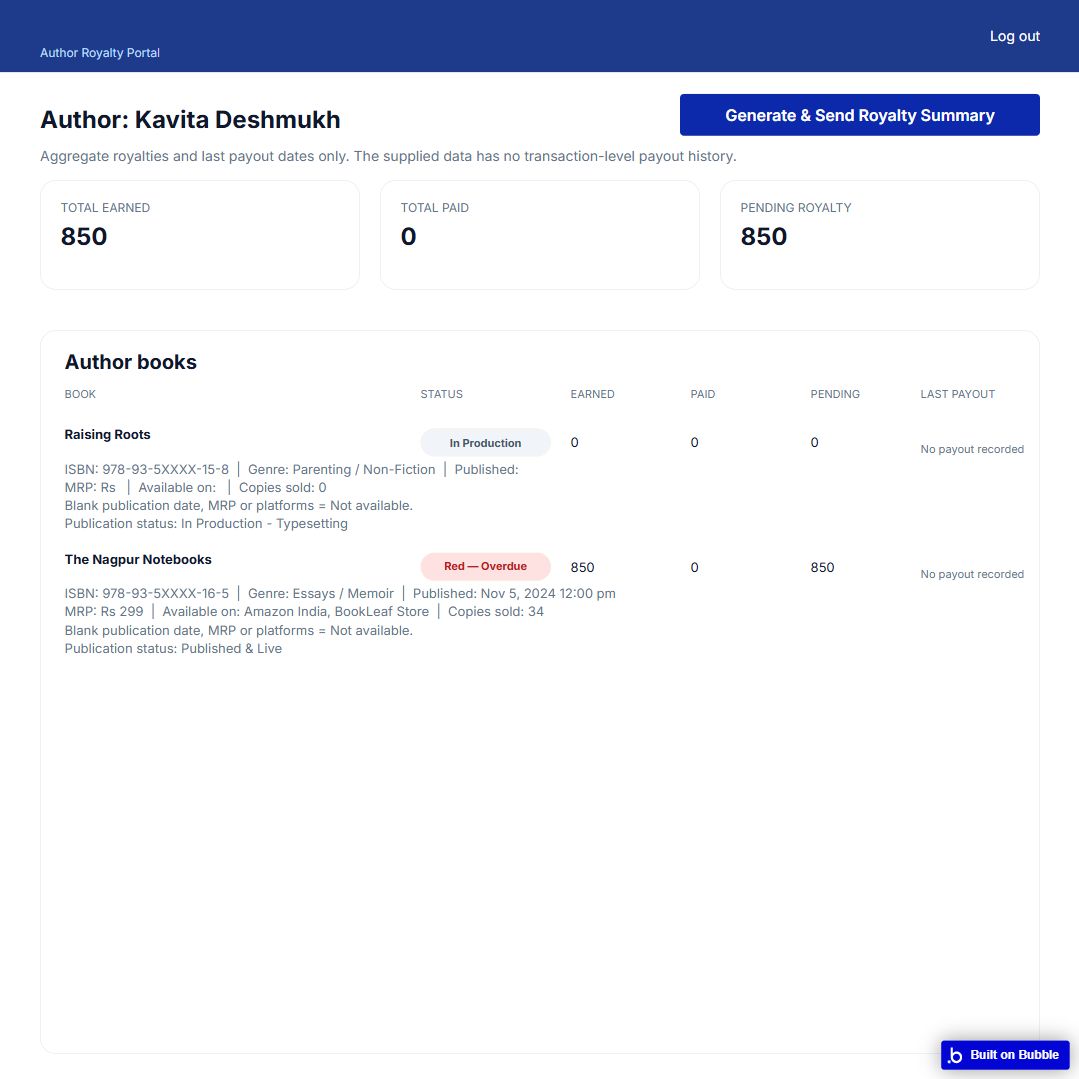 Log out
Author Royalty Portal
Author: Kavita Deshmukh
Generate & Send Royalty Summary
Aggregate royalties and last payout dates only. The supplied data has no transaction-level payout history.
TOTAL EARNED
850
TOTAL PAID
0
PENDING ROYALTY
850
Author books
BOOK STATUS EARNED PAID PENDING LAST PAYOUT
Raising Roots In Production 0 0 0 No payout recorded
ISBN: 978-93-5XXXX-15-8 | Genre: Parenting / Non-Fiction | Published:
MRP: Rs | Available on: | Copies sold: 0
Blank publication date, MRP or platforms = Not available.
Publication status: In Production - Typesetting
The Nagpur Notebooks Red — Overdue 850 0 850 No payout recorded
ISBN: 978-93-5XXXX-16-5 | Genre: Essays / Memoir | Published: Nov 5, 2024 12:00 pm
MRP: Rs 299 | Available on: Amazon India, BookLeaf Store | Copies sold: 34
Blank publication date, MRP or platforms = Not available.
Publication status: Published & Live
Built on Bubble